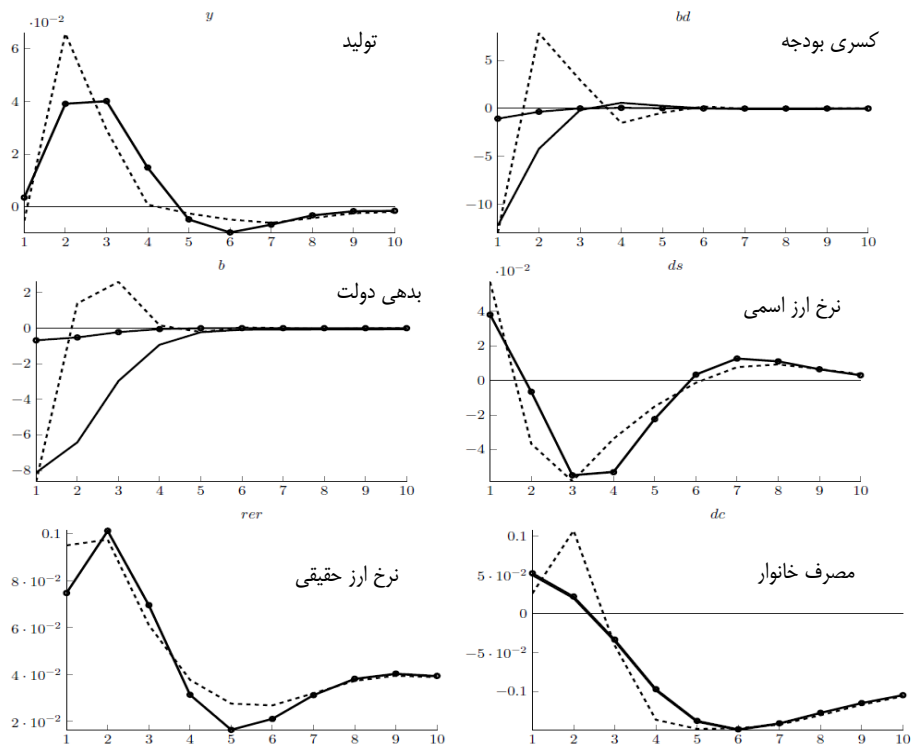 y
bd
·10⁻²
تولید
کسری بودجه
6
4
2
0
1 2 3 4 5 6 7 8 9 10
5
0
−5
−10
1 2 3 4 5 6 7 8 9 10
b
ds
·10⁻²
بدهی دولت
نرخ ارز اسمی
2
0
−2
−4
−6
−8
1 2 3 4 5 6 7 8 9 10
4
2
0
−2
−4
1 2 3 4 5 6 7 8 9 10
rer
dc
نرخ ارز حقیقی
مصرف خانوار
0.1
8 · 10⁻²
6 · 10⁻²
4 · 10⁻²
2 · 10⁻²
1 2 3 4 5 6 7 8 9 10
0.1
5 · 10⁻²
0
−5 · 10⁻²
−0.1
1 2 3 4 5 6 7 8 9 10